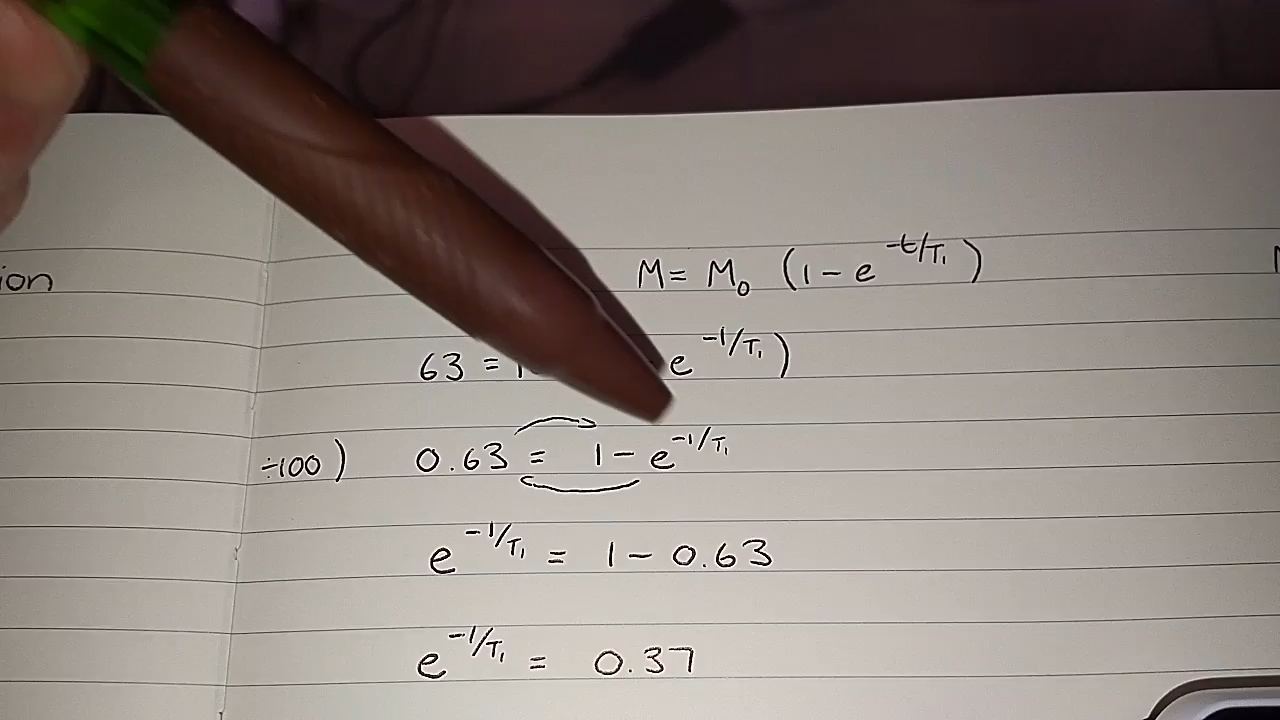 ion
M = M₀ (1 - e^(-t/T₁))
63 = e^(-1/T₁))
÷100) 0.63 = 1 - e^(-1/T₁)
e^(-1/T₁) = 1 - 0.63
e^(-1/T₁) = 0.37